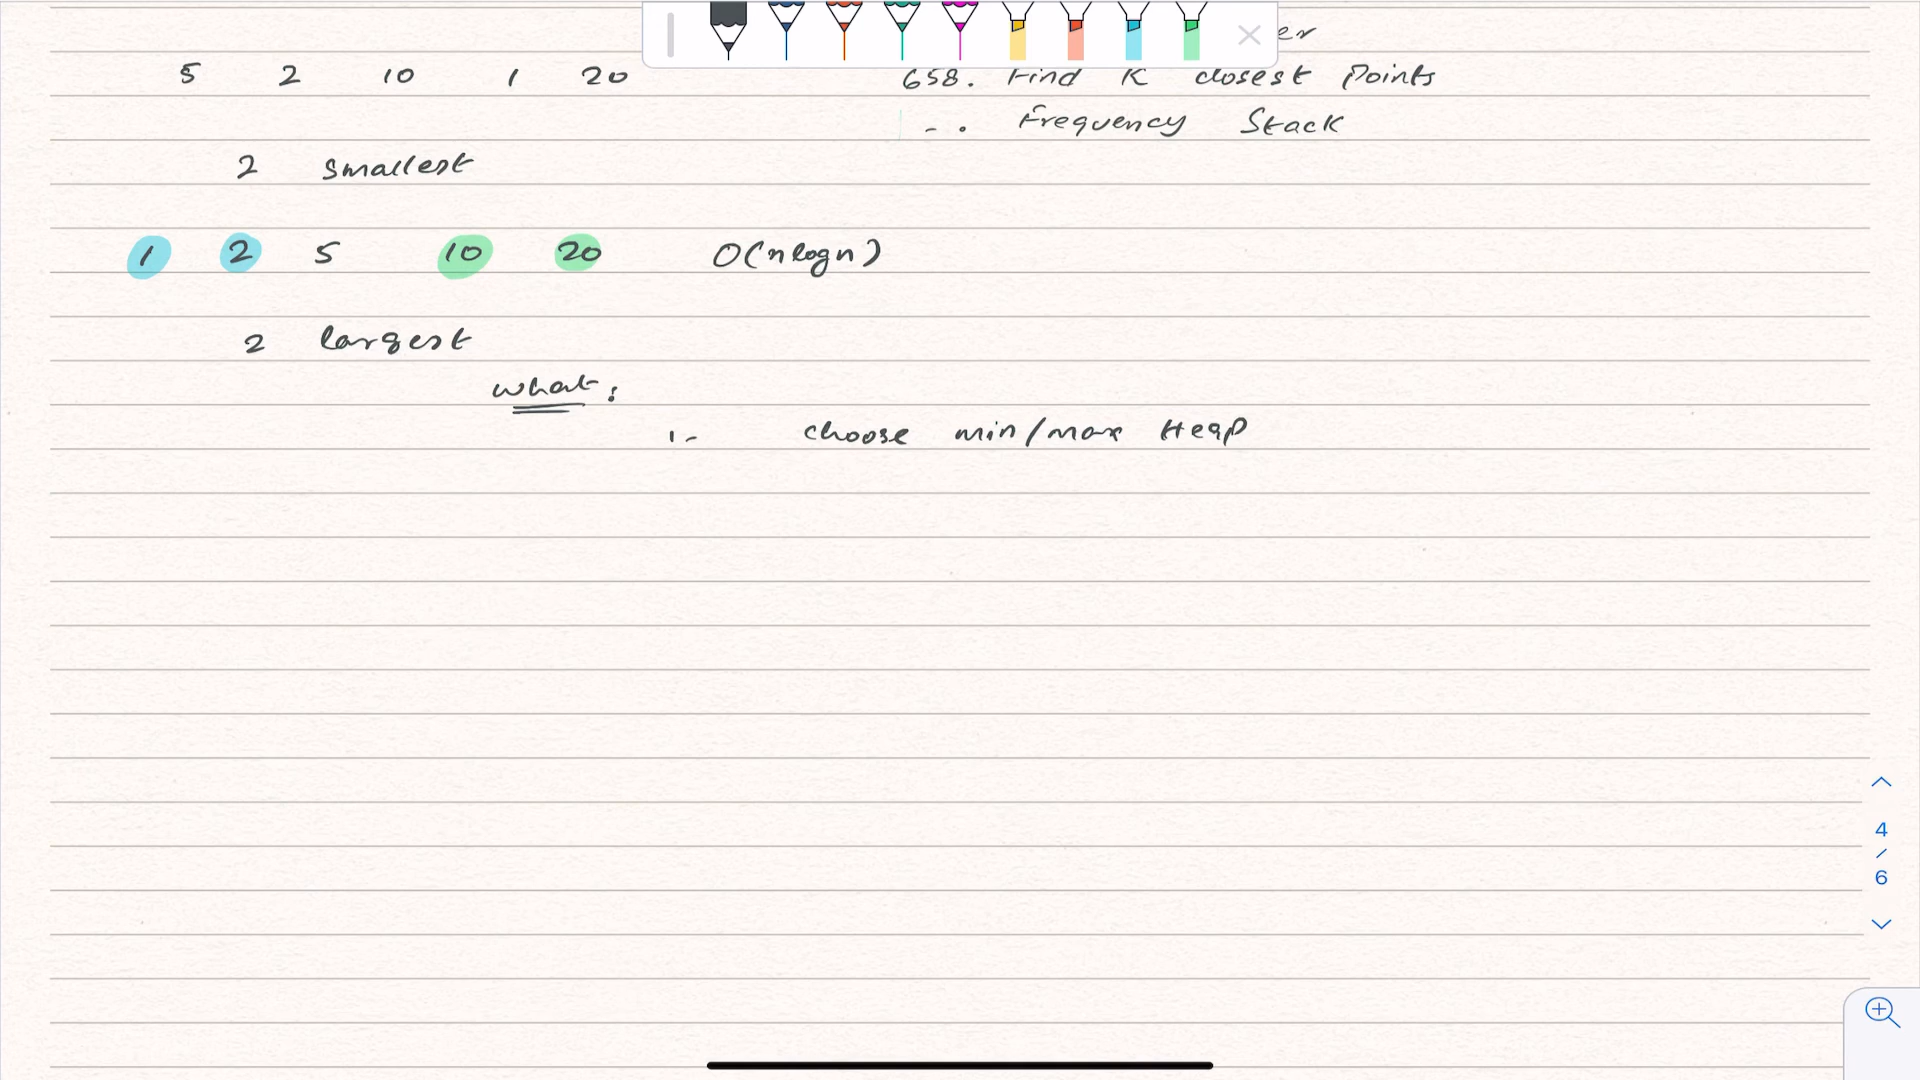 er
5 2 10 1 20
658. Find K closest Points
-. Frequency Stack
2 smallest
1 2 5 10 20 O(nlogn)
2 largest
What:
1- choose min/max Heap
4
/
6